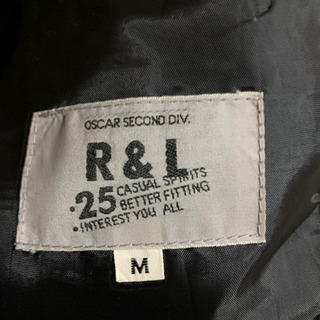 OSCAR SECOND DIV.
R & L
.25 CASUAL SPIRITS
BETTER FITTING
.INTEREST YOU ALL
M